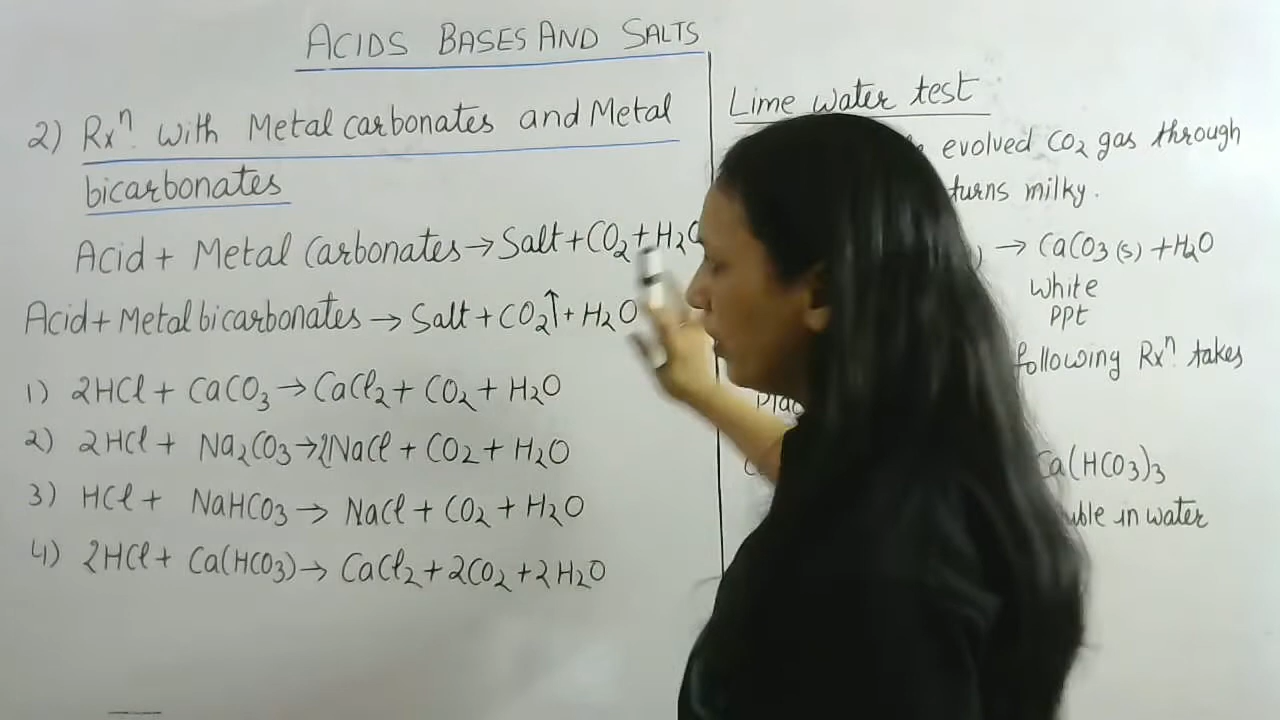 ACIDS BASES AND SALTS
2) Rxⁿ. with Metal carbonates and Metal
bicarbonates
Acid + Metal Carbonates → Salt + CO₂ + H₂O
Acid + Metal bicarbonates → Salt + CO₂↑ + H₂O
1) 2HCl + CaCO₃ → CaCl₂ + CO₂ + H₂O
2) 2HCl + Na₂CO₃ → 2NaCl + CO₂ + H₂O
3) HCl + NaHCO₃ → NaCl + CO₂ + H₂O
4) 2HCl + Ca(HCO₃) → CaCl₂ + 2CO₂ + 2H₂O
Lime water test
evolved CO₂ gas through
turns milky.
) → CaCO₃ (s) + H₂O
White
PPt
following Rxⁿ. takes
Ca(HCO₃)₃
in water